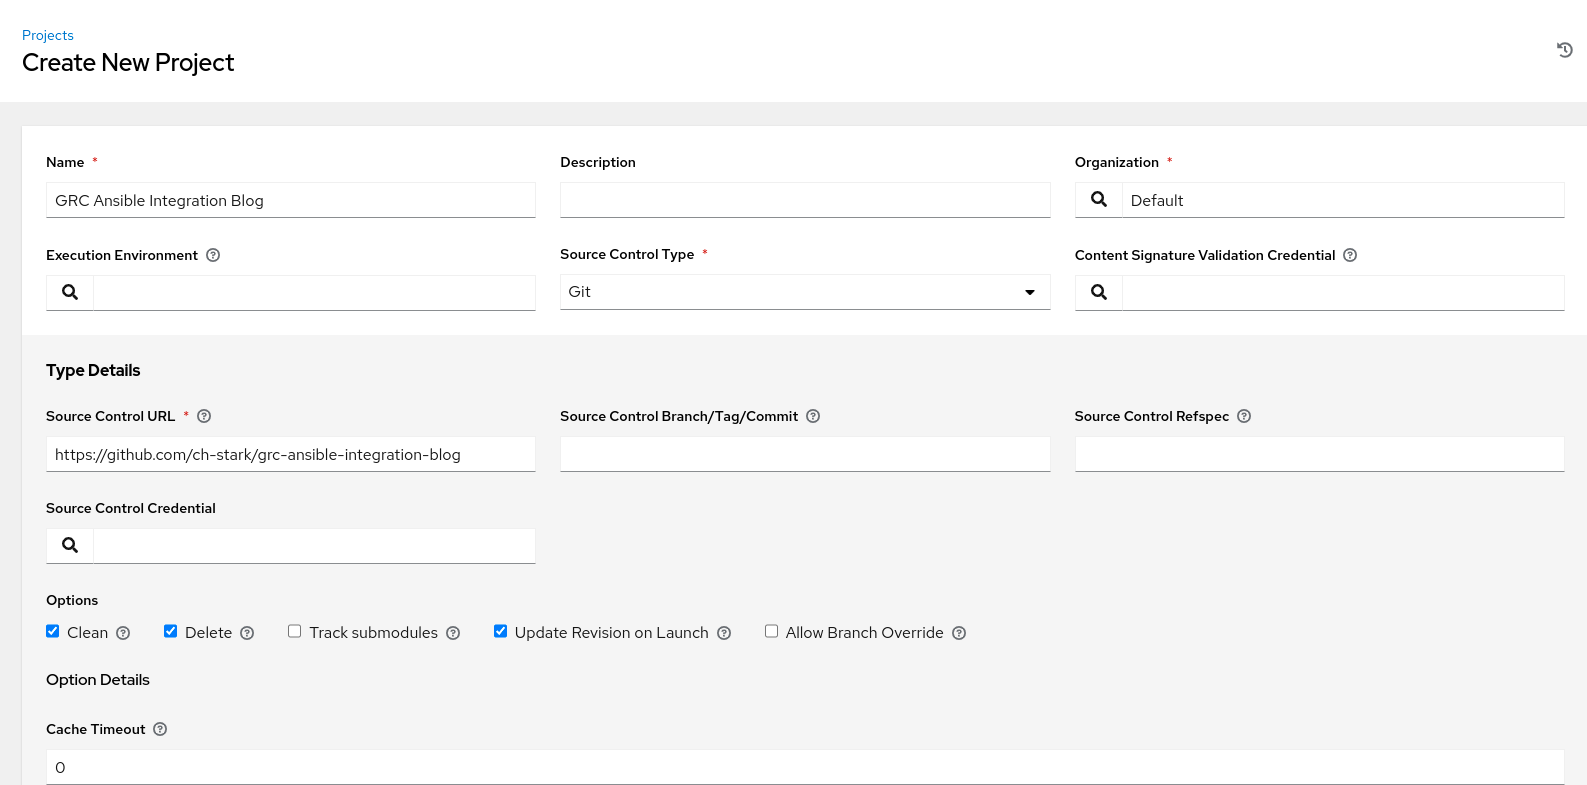 Projects
Create New Project
Name * Description Organization *
GRC Ansible Integration Blog Default
Execution Environment Source Control Type * Content Signature Validation Credential
Git
Type Details
Source Control URL * Source Control Branch/Tag/Commit Source Control Refspec
https://github.com/ch-stark/grc-ansible-integration-blog
Source Control Credential
Options
Clean Delete Track submodules Update Revision on Launch Allow Branch Override
Option Details
Cache Timeout
0